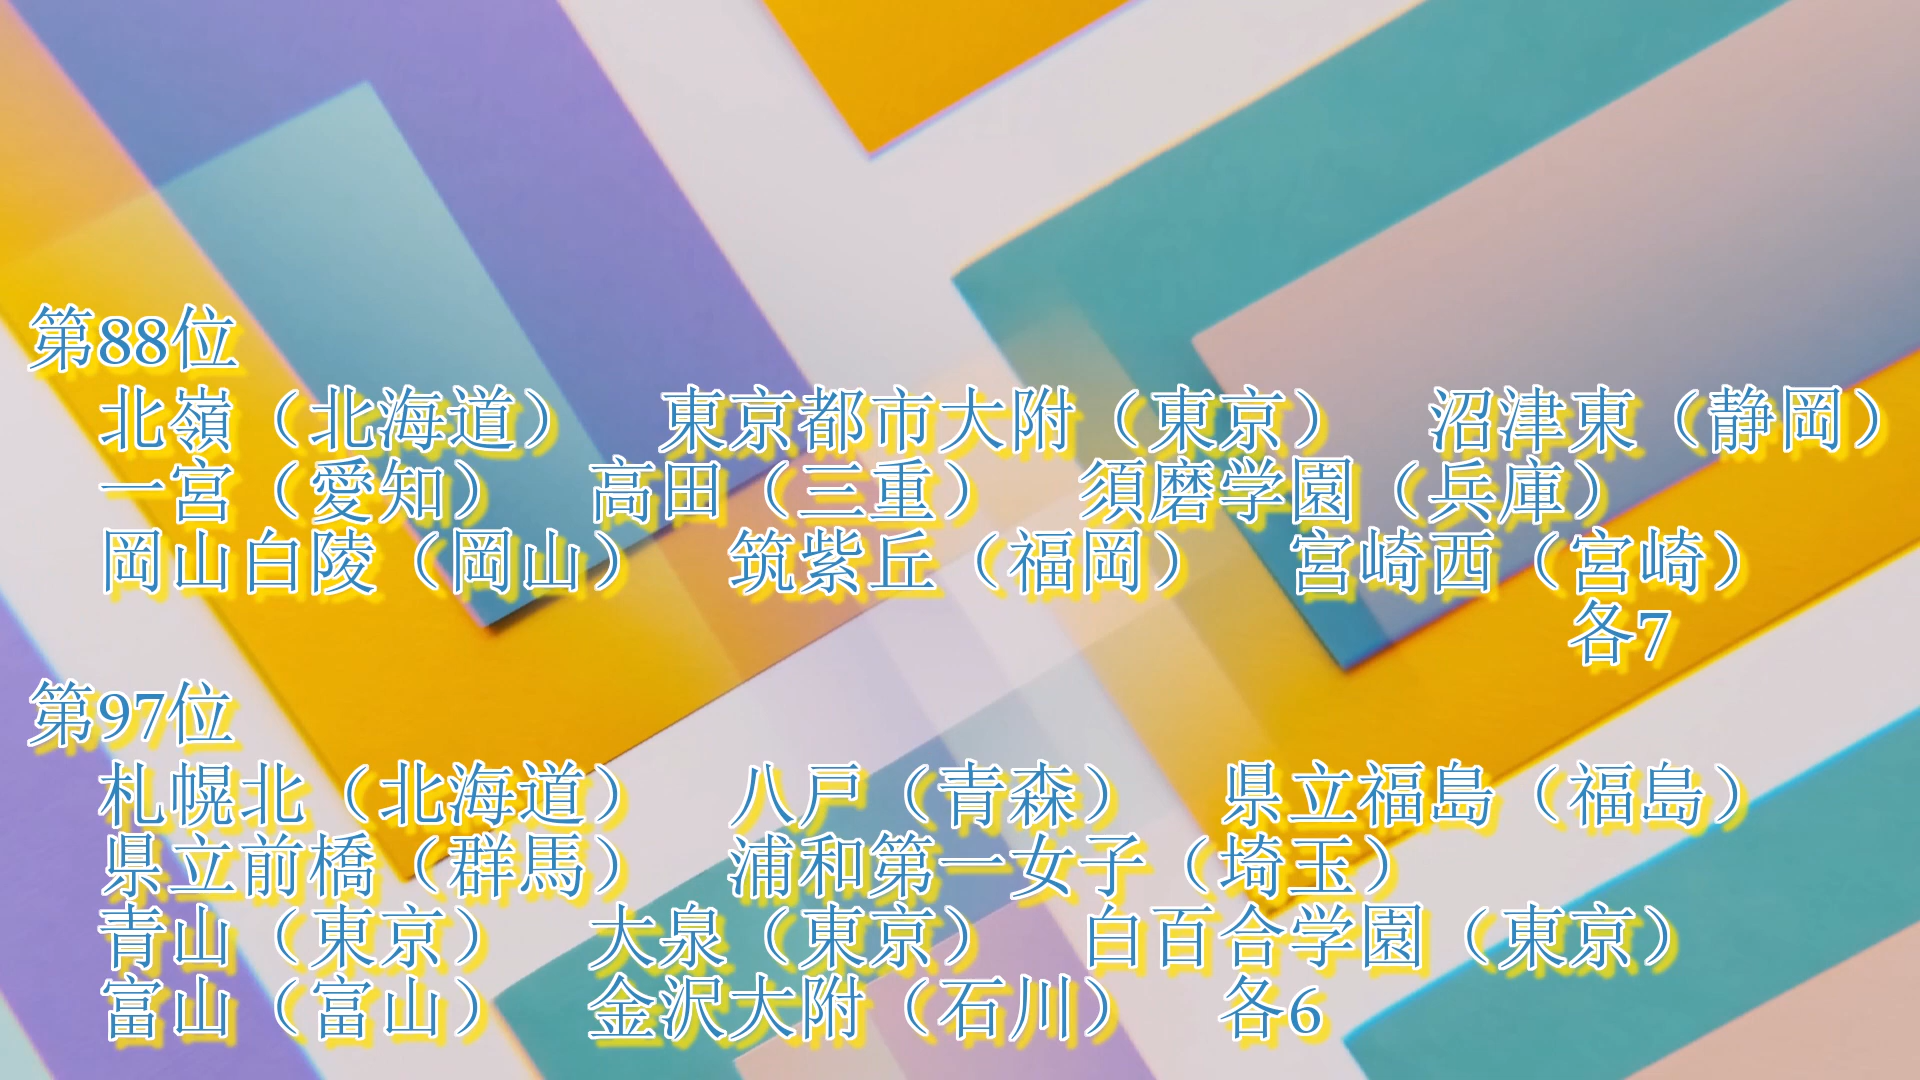 第88位
北嶺（北海道）　東京都市大附（東京）　沼津東（静岡）
一宮（愛知）　高田（三重）　須磨学園（兵庫）
岡山白陵（岡山）　筑紫丘（福岡）　宮崎西（宮崎）
各7
第97位
札幌北（北海道）　八戸（青森）　県立福島（福島）
県立前橋（群馬）　浦和第一女子（埼玉）
青山（東京）　大泉（東京）　白百合学園（東京）
富山（富山）　金沢大附（石川）　各6